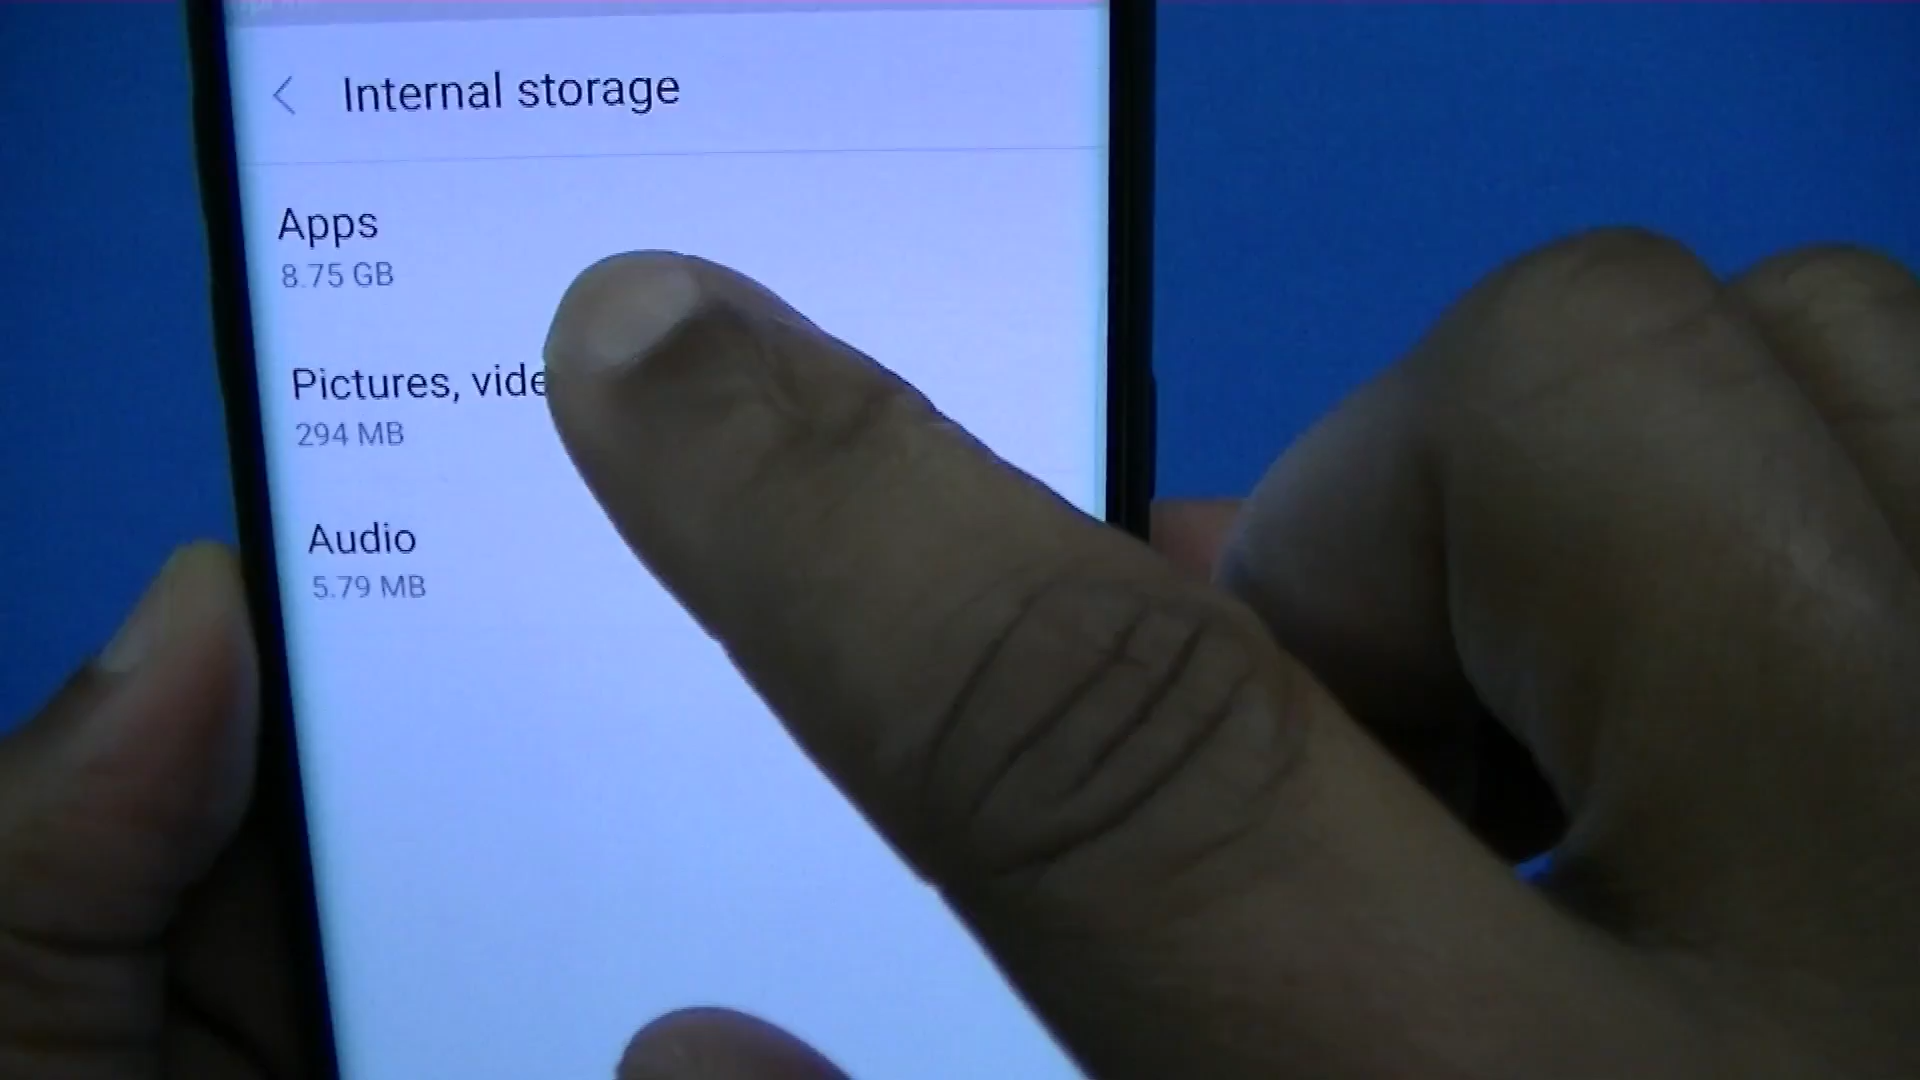 Internal storage
Apps
8.75 GB
Pictures, vide
294 MB
Audio
5.79 MB